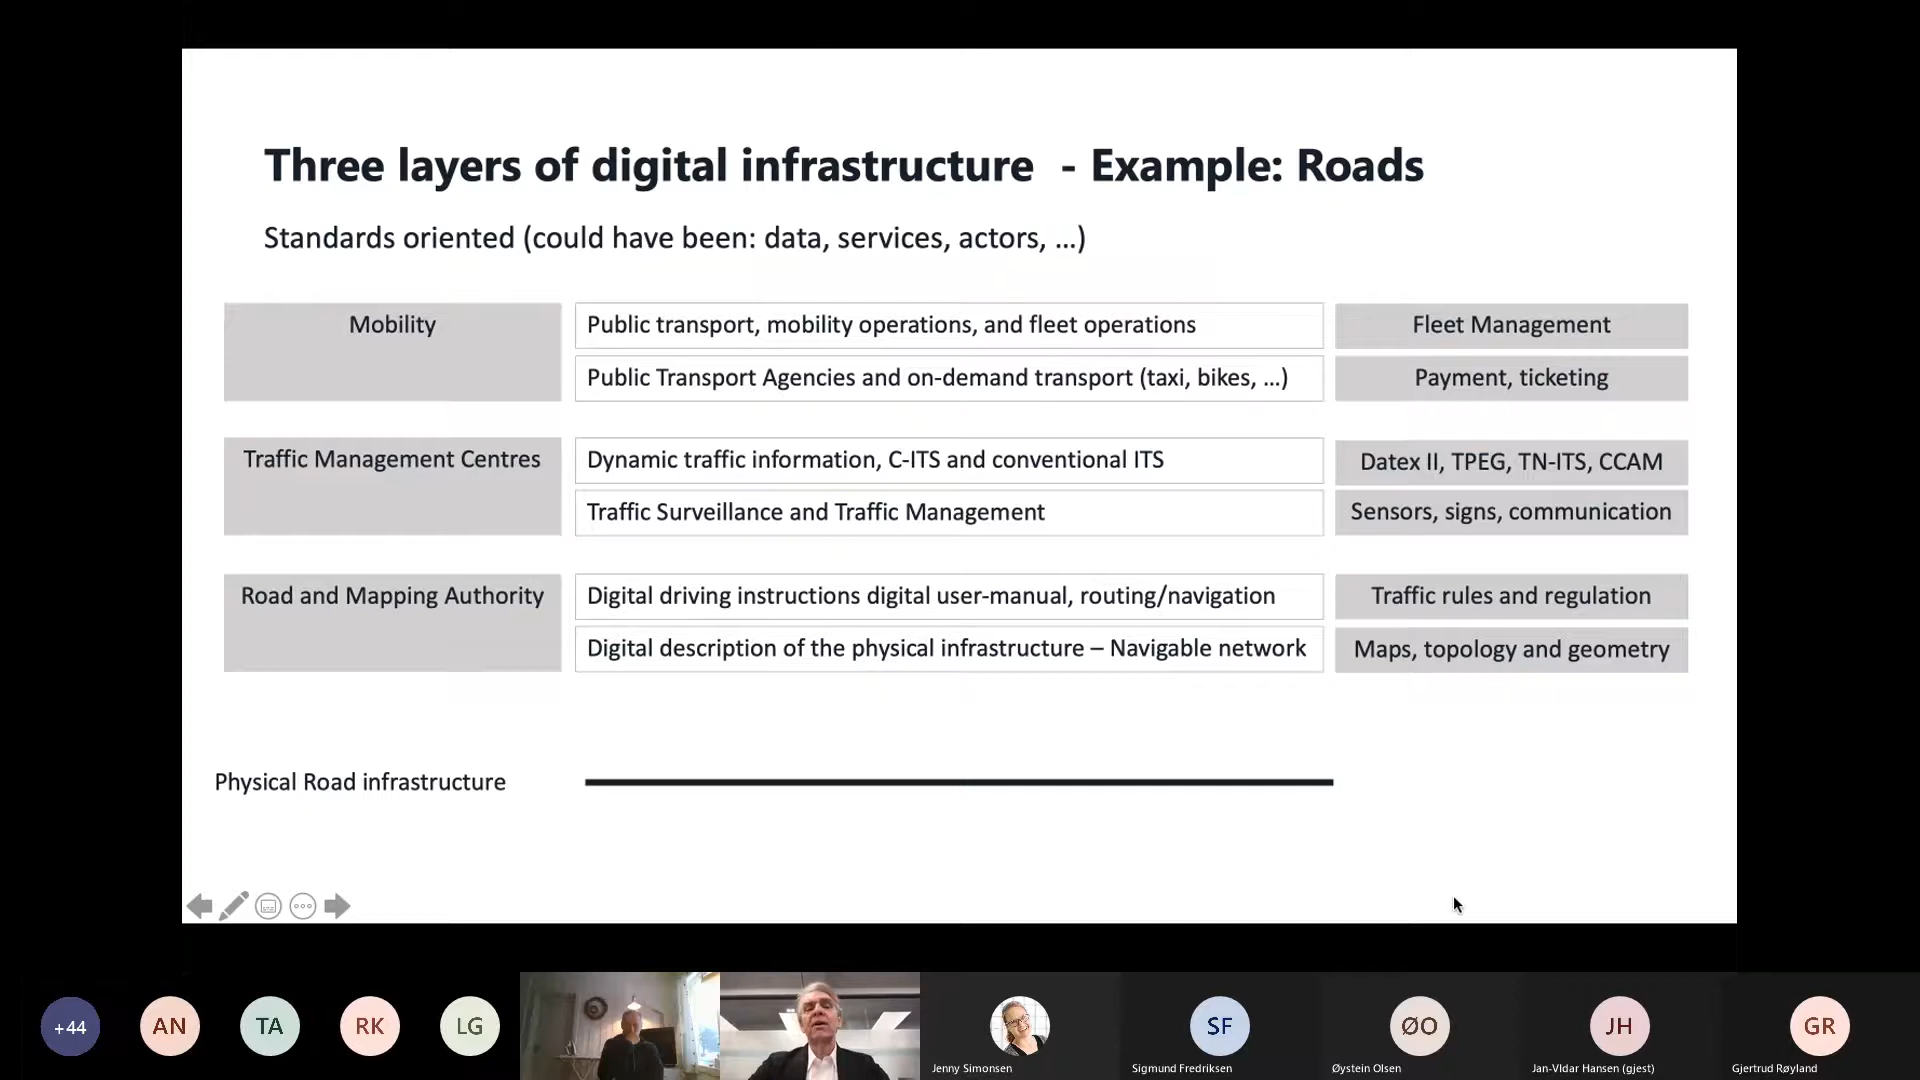 Three layers of digital infrastructure - Example: Roads
Standards oriented (could have been: data, services, actors, ...)
Mobility
Public transport, mobility operations, and fleet operations
Fleet Management
Public Transport Agencies and on-demand transport (taxi, bikes, ...)
Payment, ticketing
Traffic Management Centres
Dynamic traffic information, C-ITS and conventional ITS
Datex II, TPEG, TN-ITS, CCAM
Traffic Surveillance and Traffic Management
Sensors, signs, communication
Road and Mapping Authority
Digital driving instructions digital user-manual, routing/navigation
Traffic rules and regulation
Digital description of the physical infrastructure – Navigable network
Maps, topology and geometry
Physical Road infrastructure
+44
AN
TA
RK
LG
Jenny Simonsen
SF
Sigmund Fredriksen
ØO
Øystein Olsen
JH
Jan-VIdar Hansen (gjest)
GR
Gjertrud Røyland